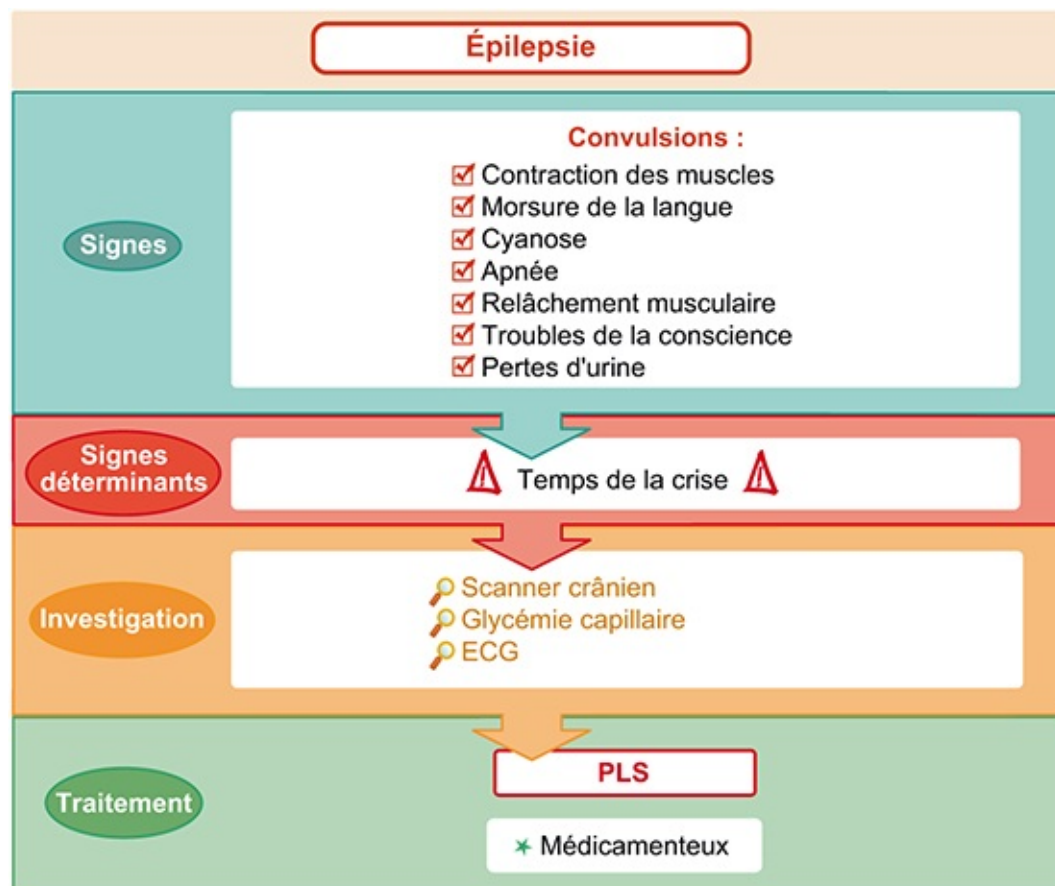 Épilepsie
Signes
Convulsions :
Contraction des muscles
Morsure de la langue
Cyanose
Apnée
Relâchement musculaire
Troubles de la conscience
Pertes d'urine
Signes
déterminants
Temps de la crise
Investigation
Scanner crânien
Glycémie capillaire
ECG
Traitement
PLS
Médicamenteux